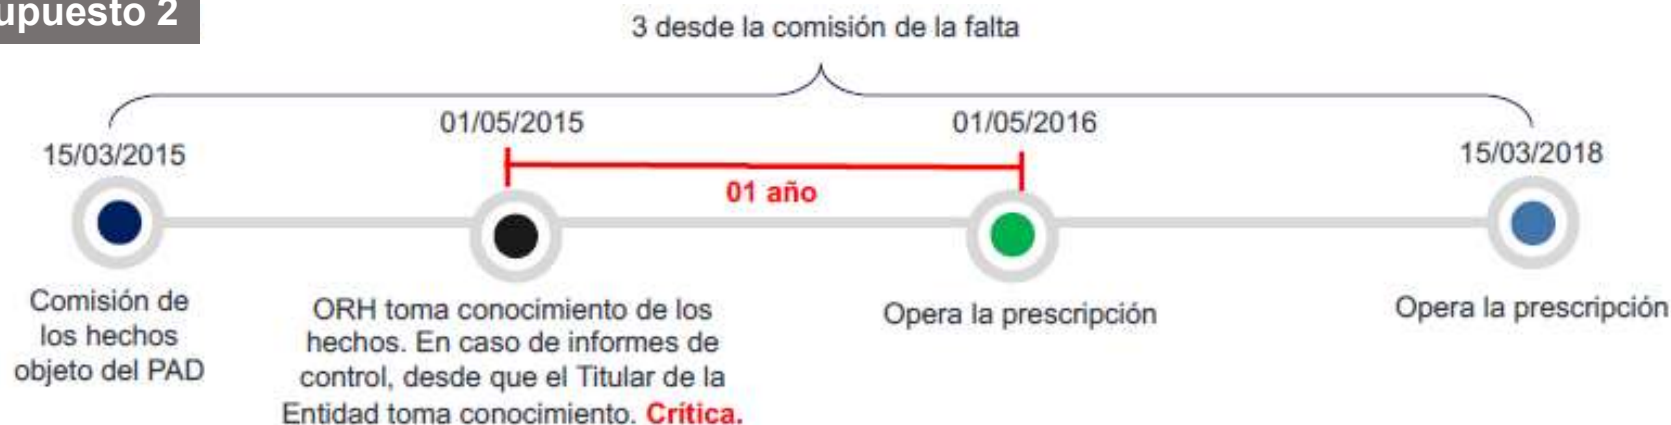 upuesto 2
3 desde la comisión de la falta
15/03/2015
01/05/2015
01/05/2016
15/03/2018
01 año
Comisión de
los hechos
objeto del PAD
ORH toma conocimiento de los
hechos. En caso de informes de
control, desde que el Titular de la
Entidad toma conocimiento. Crítica.
Opera la prescripción
Opera la prescripción